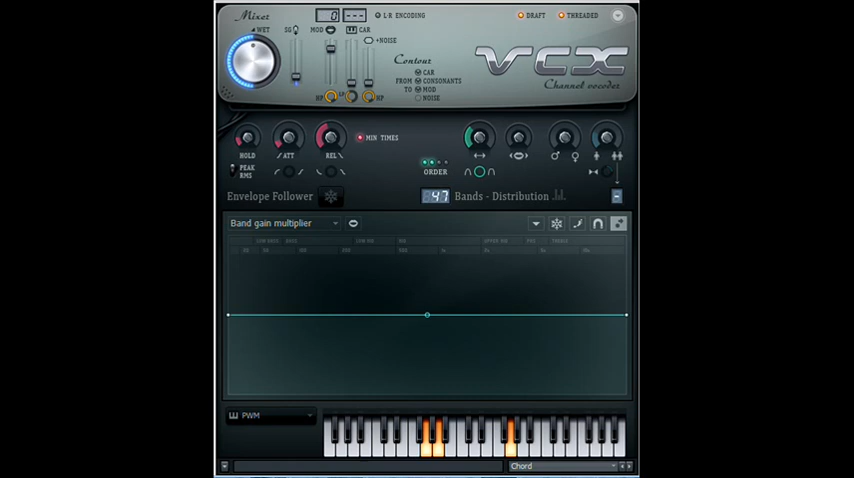 Mixer
0 --- L-R ENCODING
DRAFT THREADED
WET SG MOD CAR
+NOISE
Contour
CAR
FROM CONSONANTS
TO MOD
NOISE
VCX
Channel vocoder
HP LP HP
HOLD ATT REL MIN TIMES
PEAK
RMS
ORDER
Envelope Follower
47 Bands - Distribution
Band gain multiplier
PWM
Chord